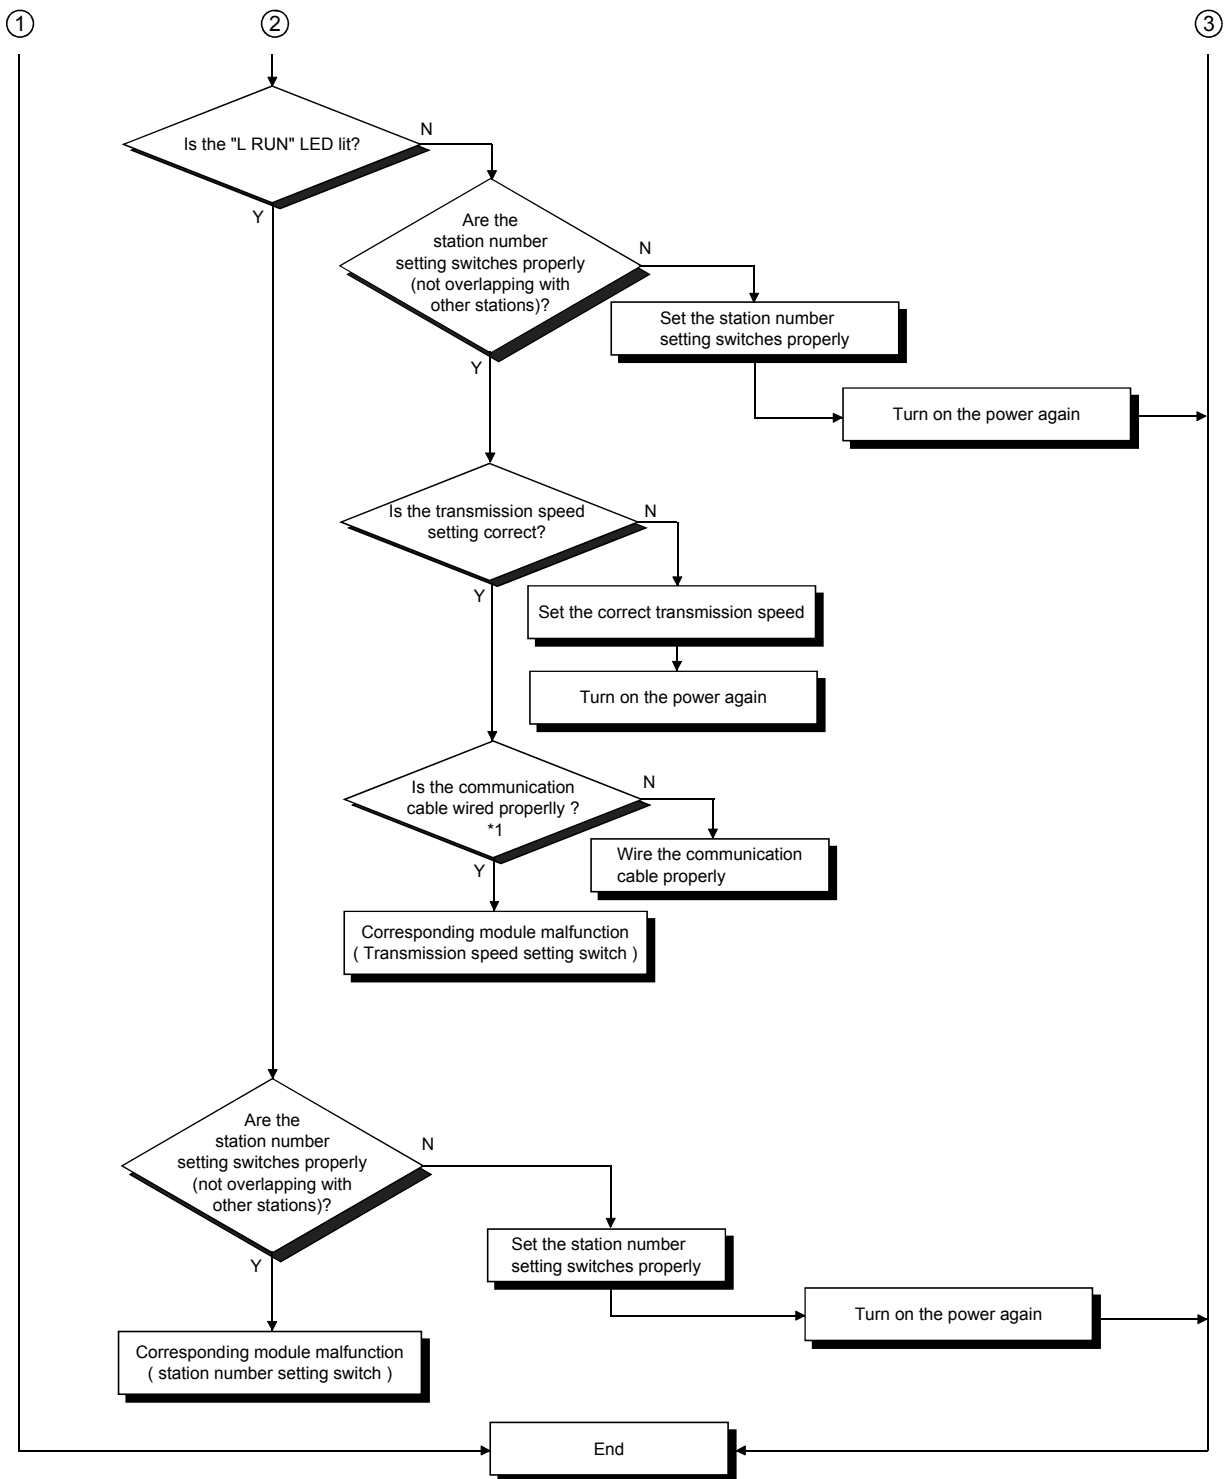 1
2
3
Is the "L RUN" LED lit?
N
Y
Are the
station number
setting switches properly
(not overlapping with
other stations)?
N
Y
Set the station number
setting switches properly
Turn on the power again
Is the transmission speed
setting correct?
N
Y
Set the correct transmission speed
Turn on the power again
Is the communication
cable wired properlly ?
*1
N
Y
Wire the communication
cable properly
Corresponding module malfunction
( Transmission speed setting switch )
Are the
station number
setting switches properly
(not overlapping with
other stations)?
N
Y
Set the station number
setting switches properly
Turn on the power again
Corresponding module malfunction
( station number setting switch )
End